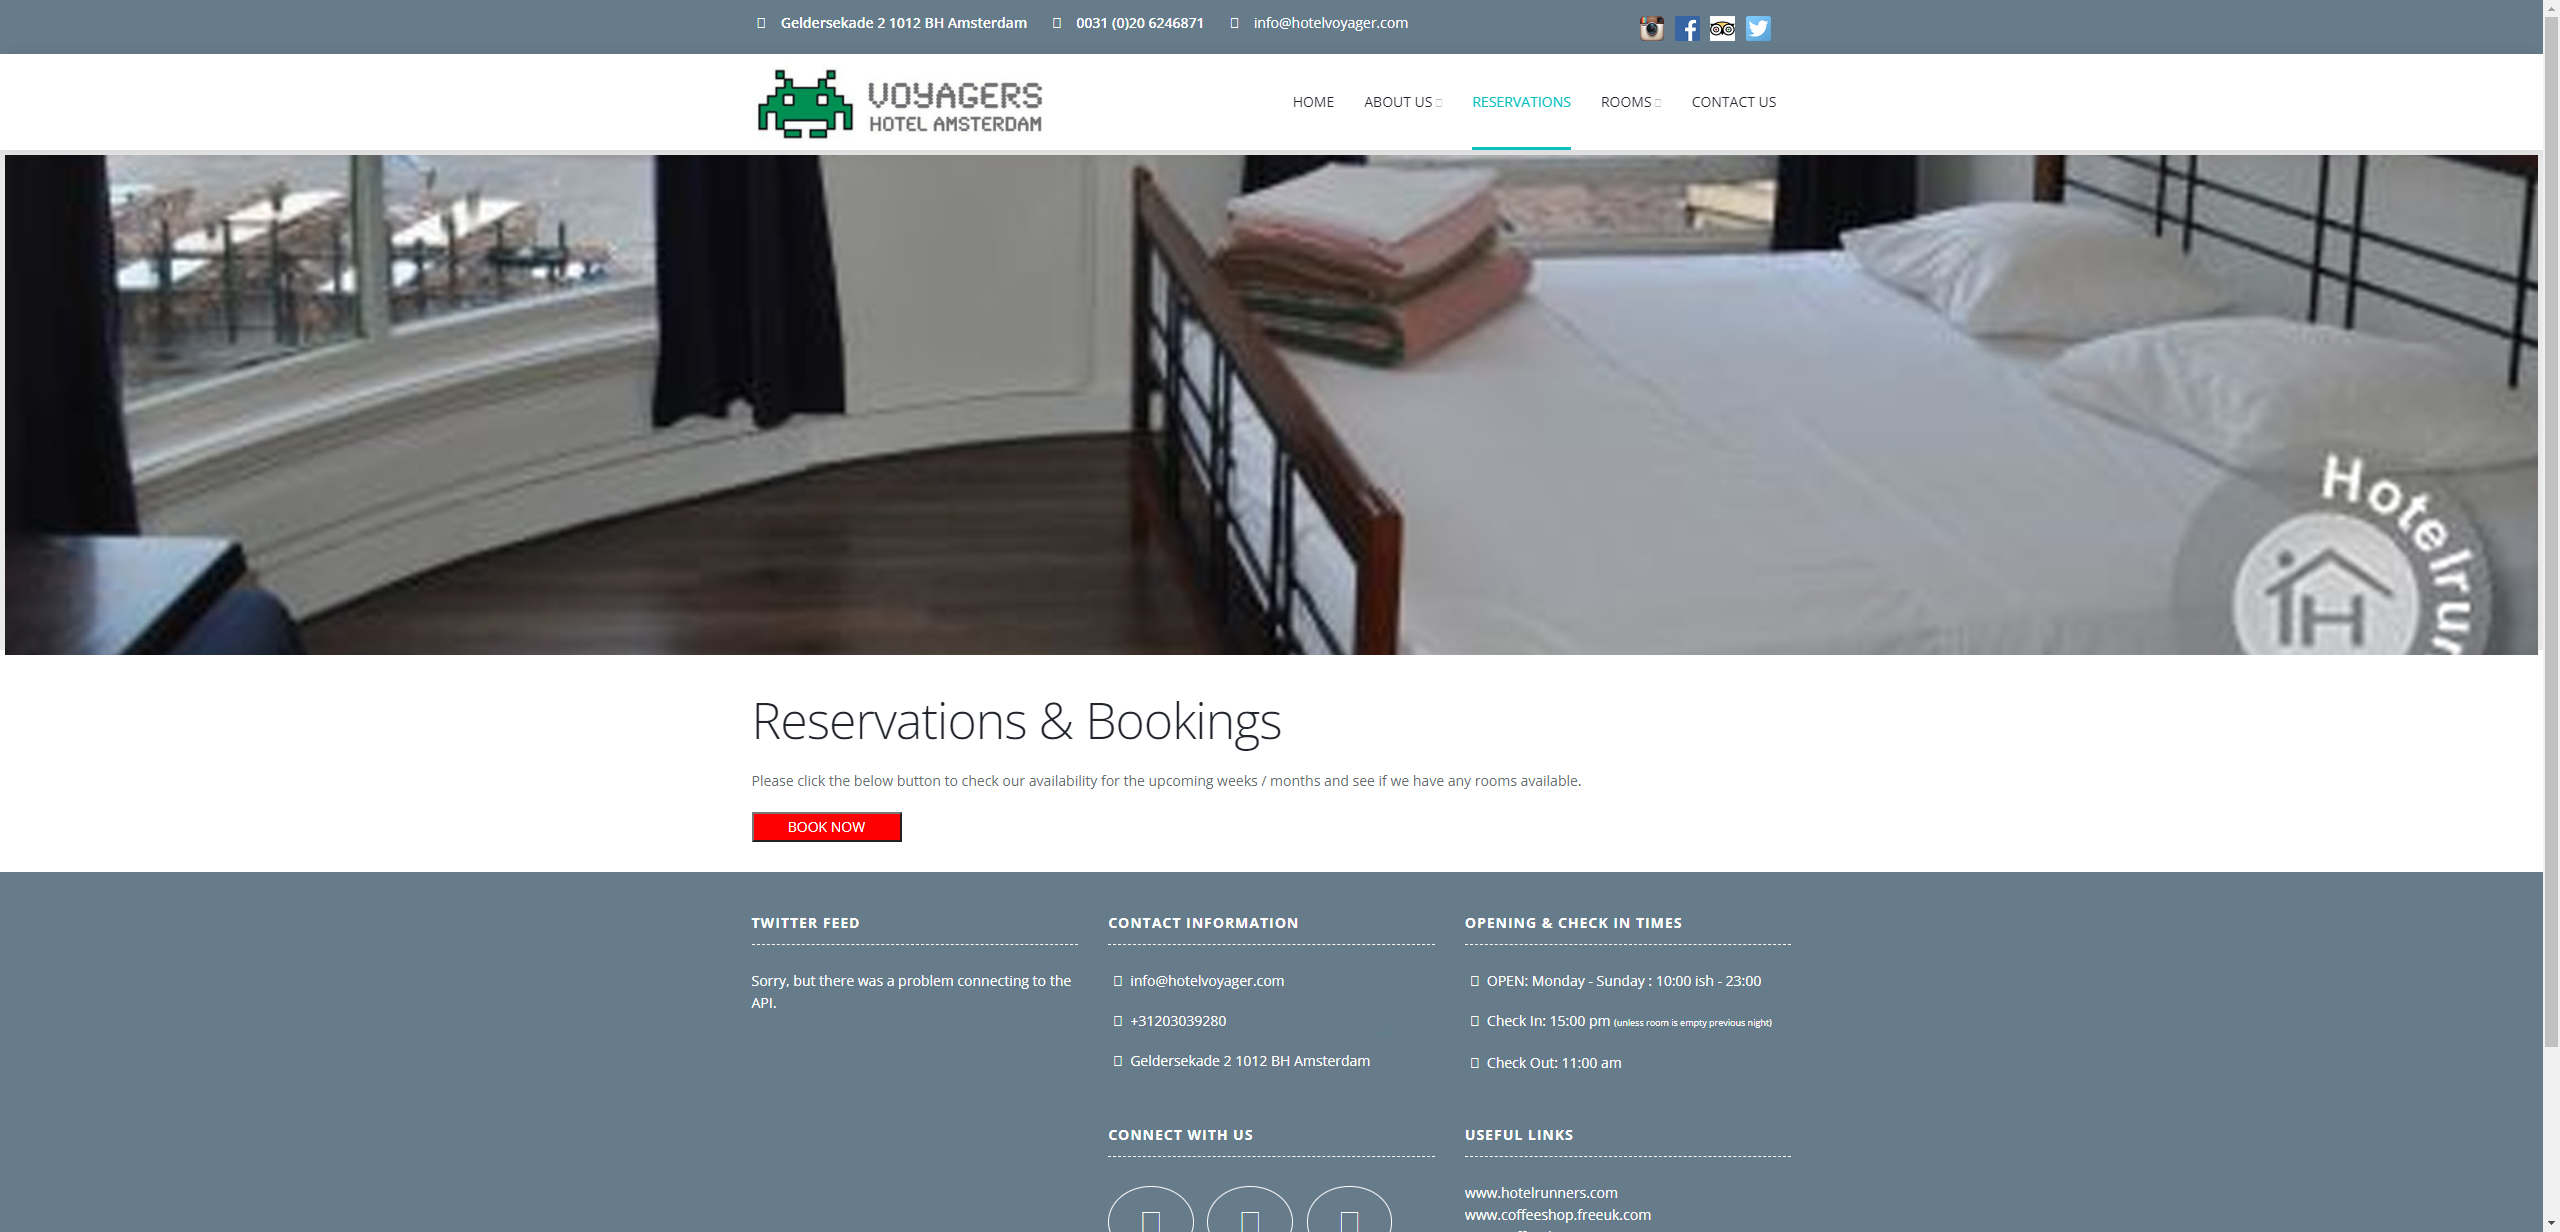 Geldersekade 2 1012 BH Amsterdam 0031 (0)20 6246871 info@hotelvoyager.com
VOYAGERS
HOTEL AMSTERDAM
HOME ABOUT US RESERVATIONS ROOMS CONTACT US
Hotelrun
H
Reservations & Bookings
Please click the below button to check our availability for the upcoming weeks / months and see if we have any rooms available.
BOOK NOW
TWITTER FEED
Sorry, but there was a problem connecting to the
API.
CONTACT INFORMATION
info@hotelvoyager.com
+31203039280
Geldersekade 2 1012 BH Amsterdam
OPENING & CHECK IN TIMES
OPEN: Monday - Sunday : 10:00 ish - 23:00
Check In: 15:00 pm (unless room is empty previous night)
Check Out: 11:00 am
CONNECT WITH US
USEFUL LINKS
www.hotelrunners.com
www.coffeeshop.freeuk.com